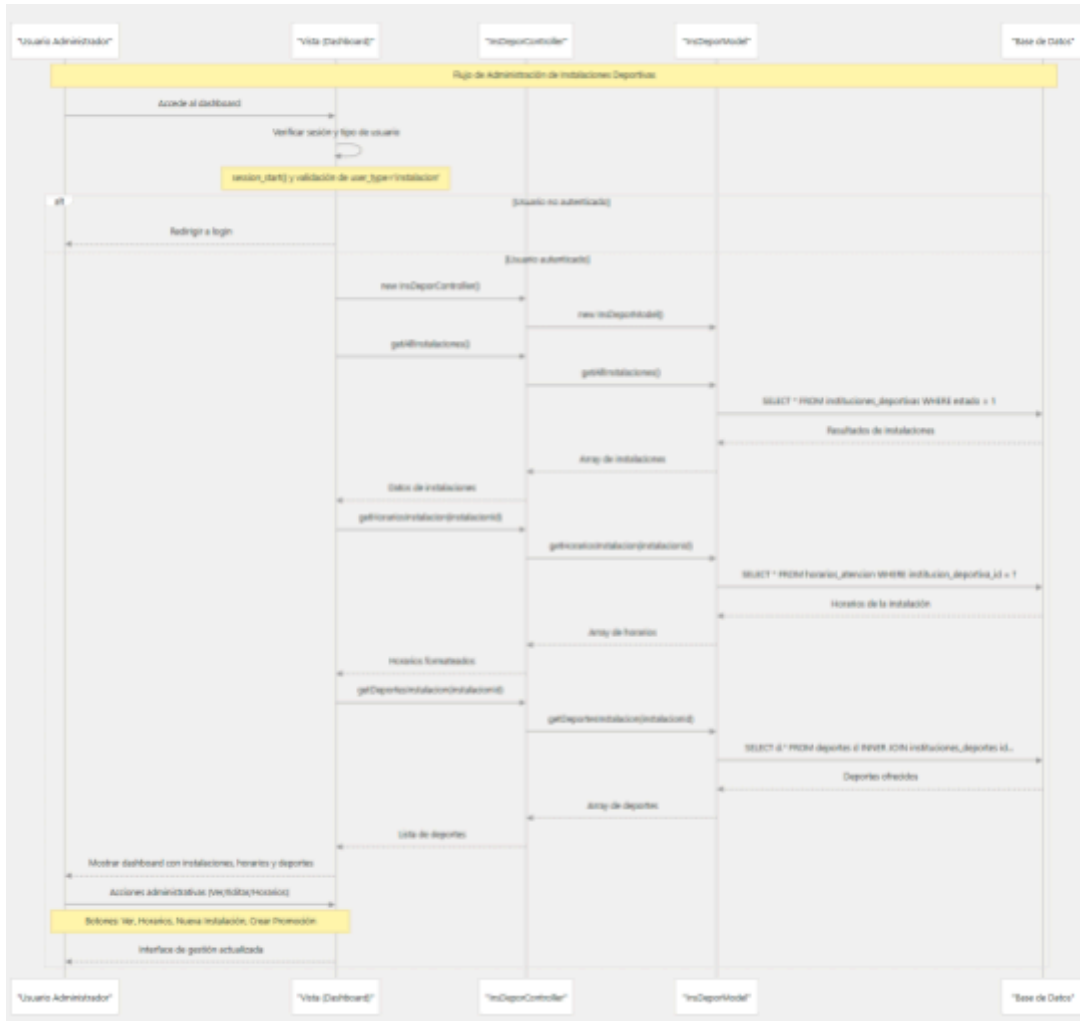 "Usuario Administrador"
"Vista (Dashboard)"
"InsDeporController"
"InsDeporModel"
"Base de Datos"
Flujo de Administración de Instalaciones Deportivas
Accede al dashboard
Verificar sesión y tipo de usuario
session_start() y validación de user_type='instalacion'
alt
[Usuario no autenticado]
Redirigir a login
[Usuario autenticado]
new InsDeporController()
new InsDeporModel()
getAllInstalaciones()
getAllInstalaciones()
SELECT * FROM instituciones_deportivas WHERE estado = 1
Resultados de instalaciones
Array de instalaciones
Datos de instalaciones
getHorariosInstalacion(instalacionId)
getHorariosInstalacion(instalacionId)
SELECT * FROM horarios_atencion WHERE institucion_deportiva_id = ?
Horarios de la instalación
Array de horarios
Horarios formateados
getDeportesInstalacion(instalacionId)
getDeportesInstalacion(instalacionId)
SELECT d.* FROM deportes d INNER JOIN instituciones_deportes id...
Deportes ofrecidos
Array de deportes
Lista de deportes
Mostrar dashboard con instalaciones, horarios y deportes
Acciones administrativas (Ver/Editar/Horarios)
Botones: Ver, Horarios, Nueva Instalación, Crear Promoción
Interface de gestión actualizada
"Usuario Administrador"
"Vista (Dashboard)"
"InsDeporController"
"InsDeporModel"
"Base de Datos"